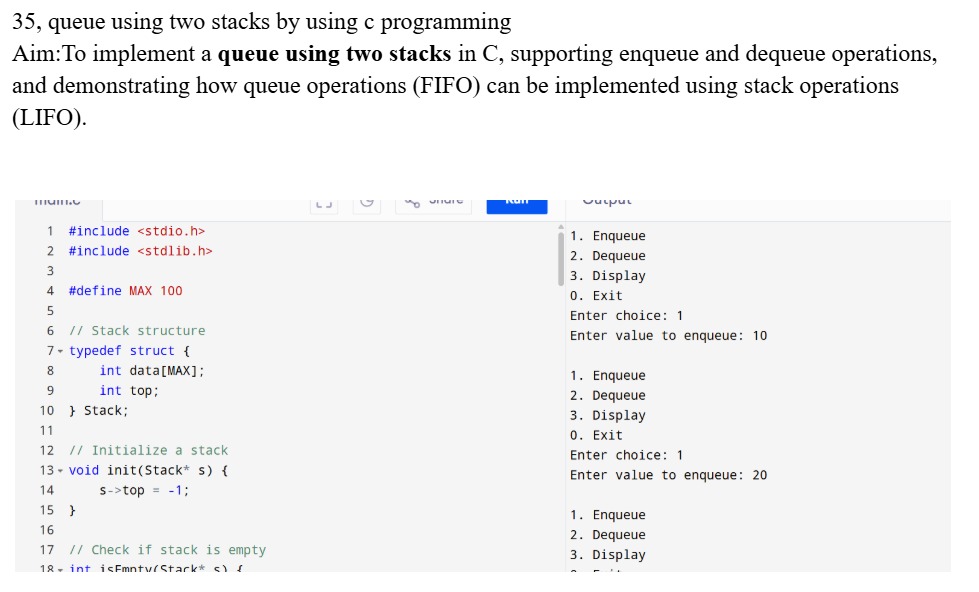 35, queue using two stacks by using c programming
Aim:To implement a queue using two stacks in C, supporting enqueue and dequeue operations,
and demonstrating how queue operations (FIFO) can be implemented using stack operations
(LIFO).
main.c
Share
Run
Output
1 #include <stdio.h>
2 #include <stdlib.h>
3
4 #define MAX 100
5
6 // Stack structure
7 typedef struct {
8 int data[MAX];
9 int top;
10 } Stack;
11
12 // Initialize a stack
13 void init(Stack* s) {
14 s->top = -1;
15 }
16
17 // Check if stack is empty
18 int isEmpty(Stack* s) {
1. Enqueue
2. Dequeue
3. Display
0. Exit
Enter choice: 1
Enter value to enqueue: 10
1. Enqueue
2. Dequeue
3. Display
0. Exit
Enter choice: 1
Enter value to enqueue: 20
1. Enqueue
2. Dequeue
3. Display
0. Exit